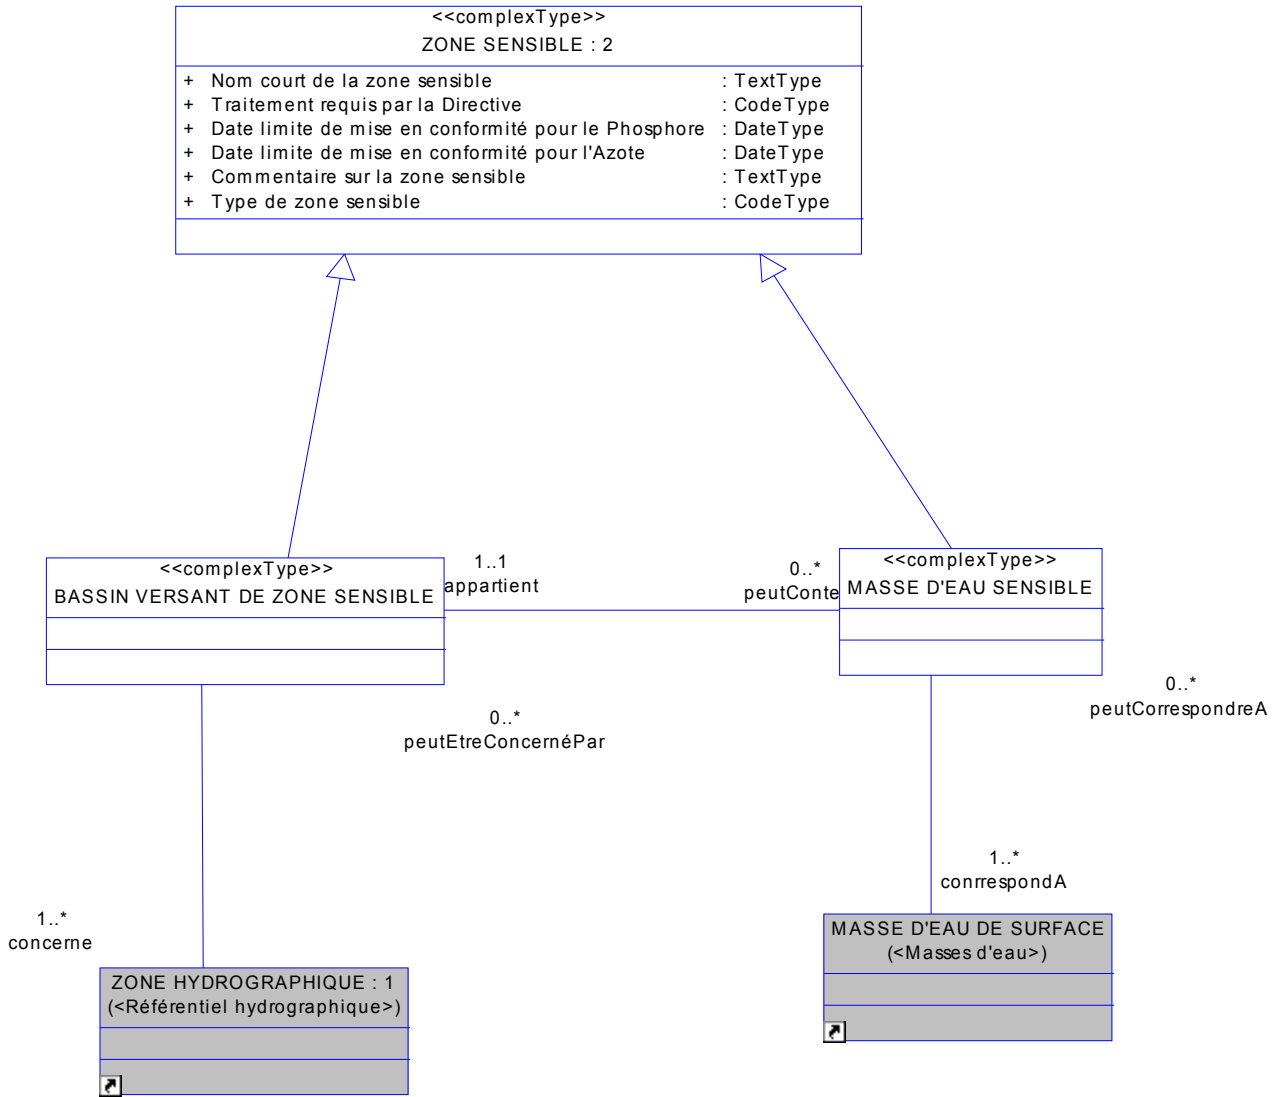 <<complexType>>
ZONE SENSIBLE : 2
+ Nom court de la zone sensible : TextType
+ Traitement requis par la Directive : CodeType
+ Date limite de mise en conformité pour le Phosphore : DateType
+ Date limite de mise en conformité pour l'Azote : DateType
+ Commentaire sur la zone sensible : TextType
+ Type de zone sensible : CodeType
<<complexType>>
BASSIN VERSANT DE ZONE SENSIBLE
1..1
appartient
0..*
peutConte
<<complexType>>
MASSE D'EAU SENSIBLE
0..*
peutEtreConcernéPar
0..*
peutCorrespondreA
1..*
concerne
1..*
conrrespondA
ZONE HYDROGRAPHIQUE : 1
(<Référentiel hydrographique>)
MASSE D'EAU DE SURFACE
(<Masses d'eau>)